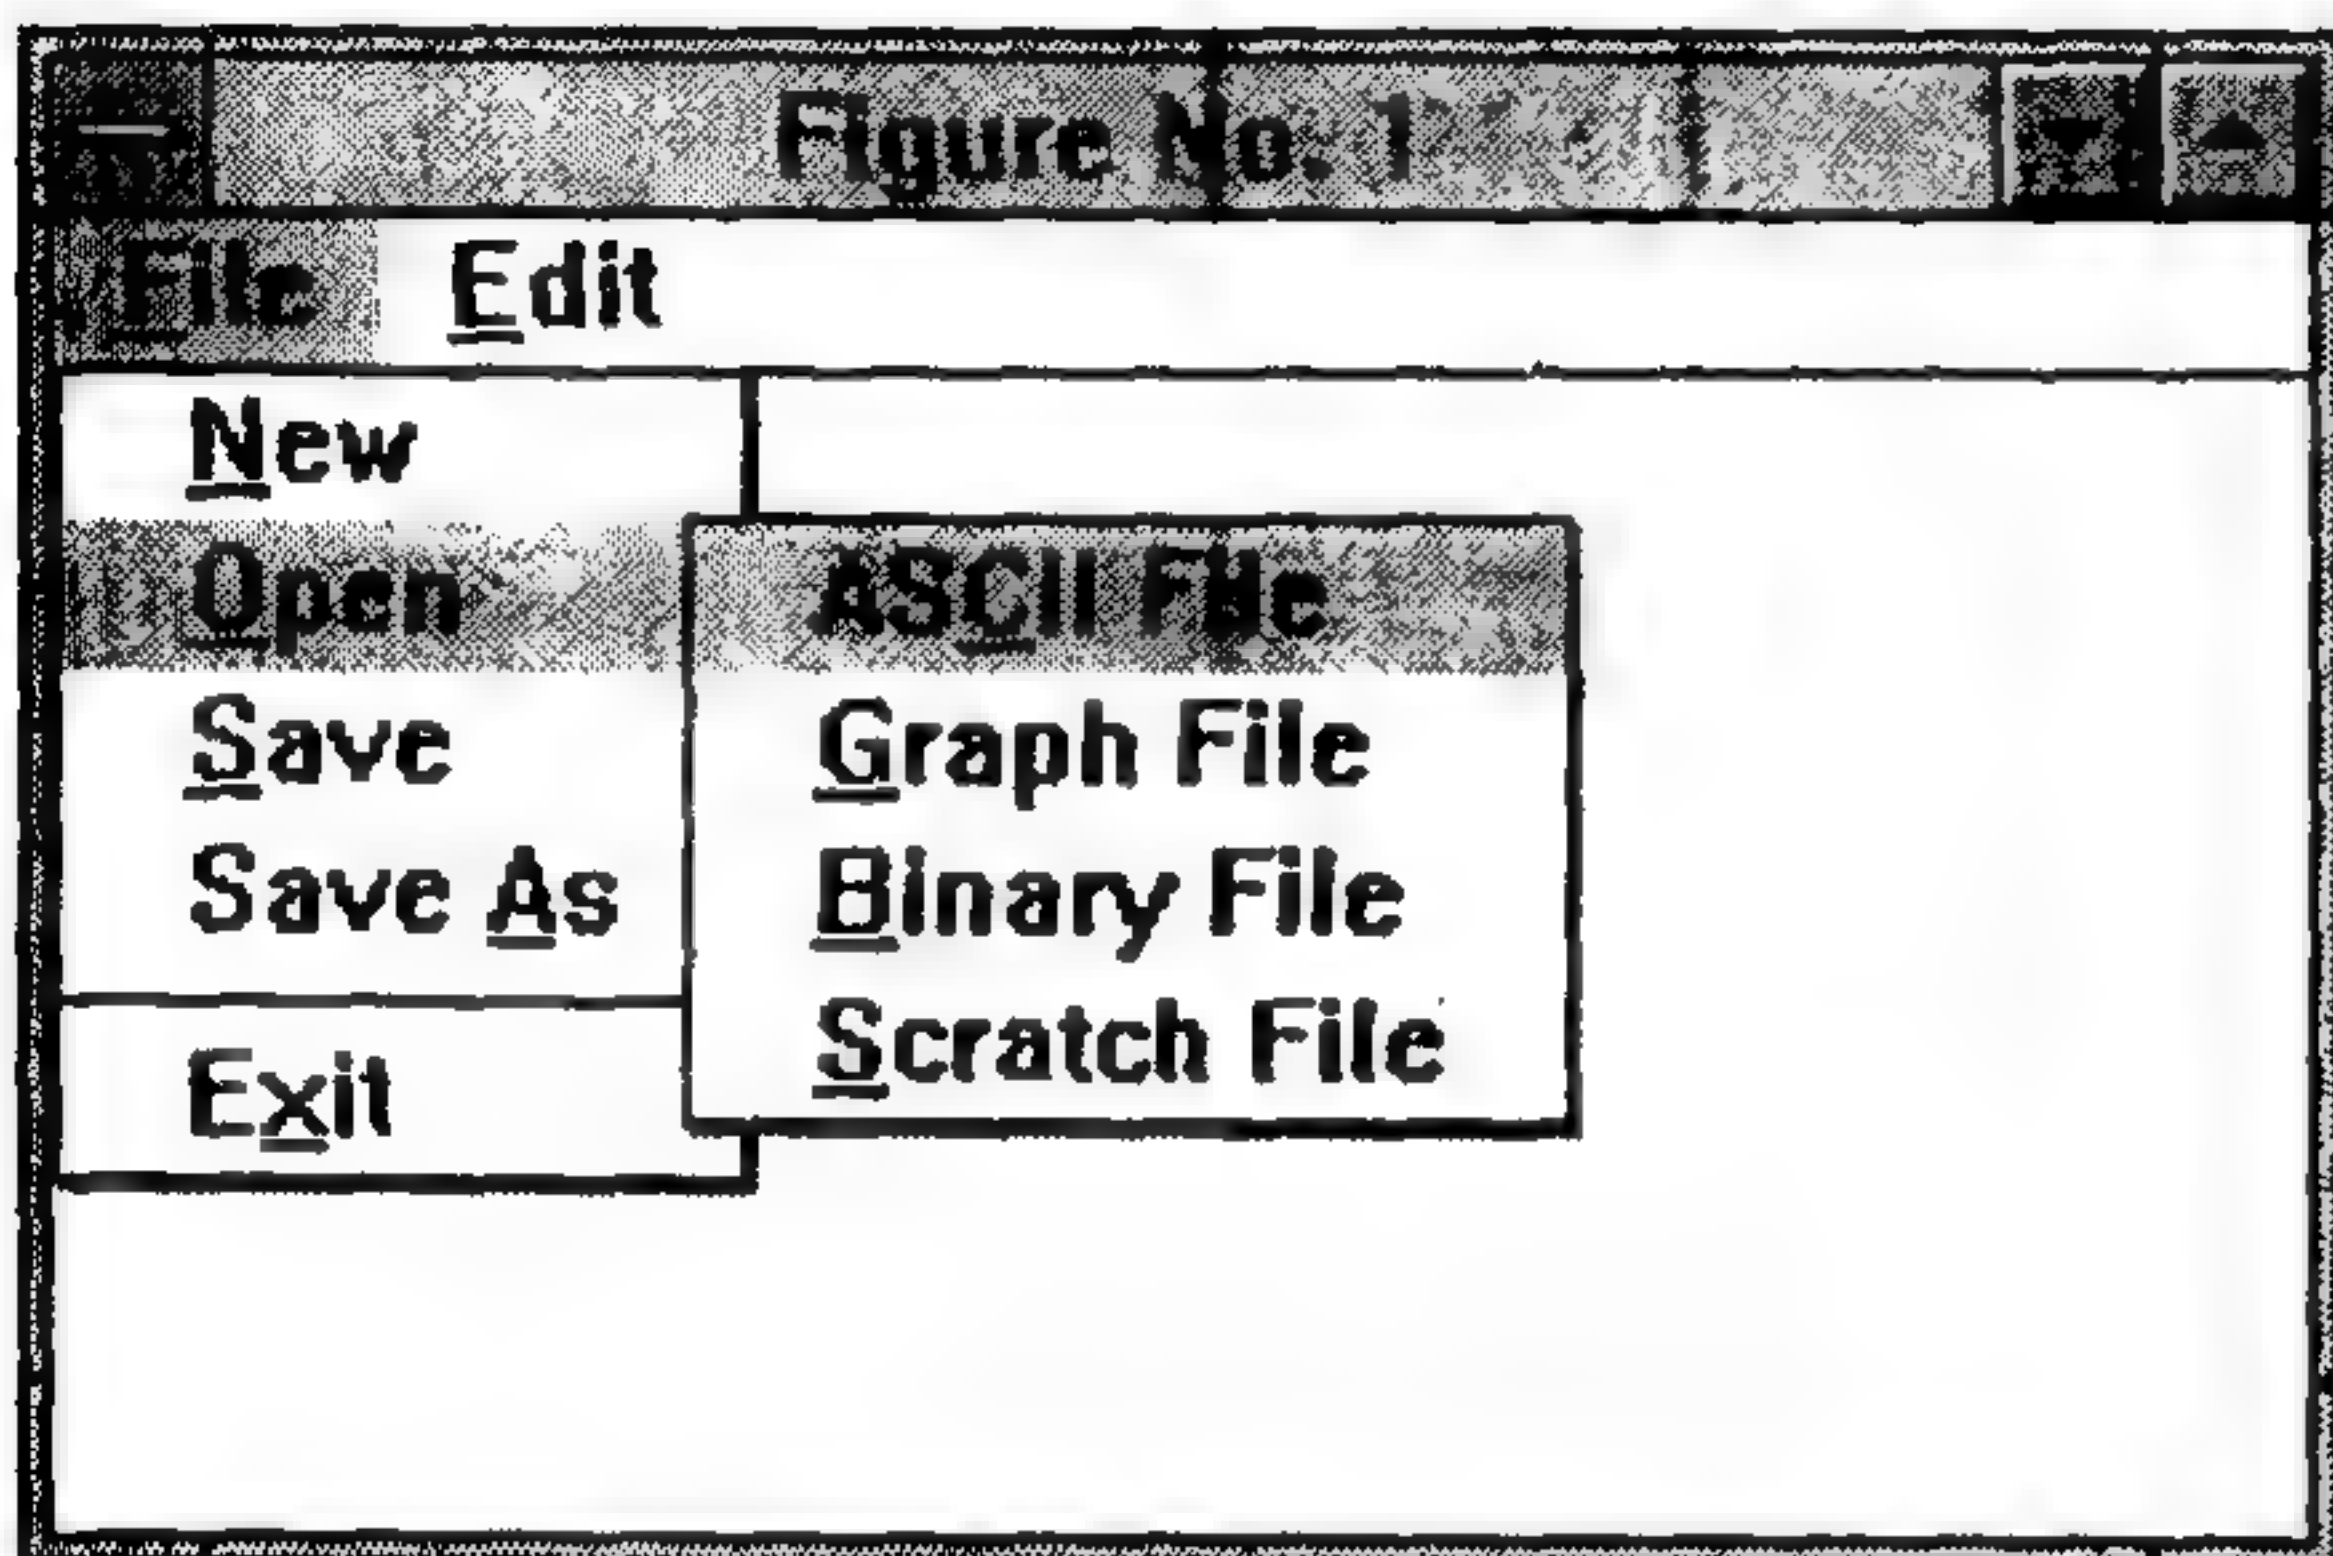 Figure No. 1
File Edit
New
Open
Save
Save As
Exit
ASCII File
Graph File
Binary File
Scratch File